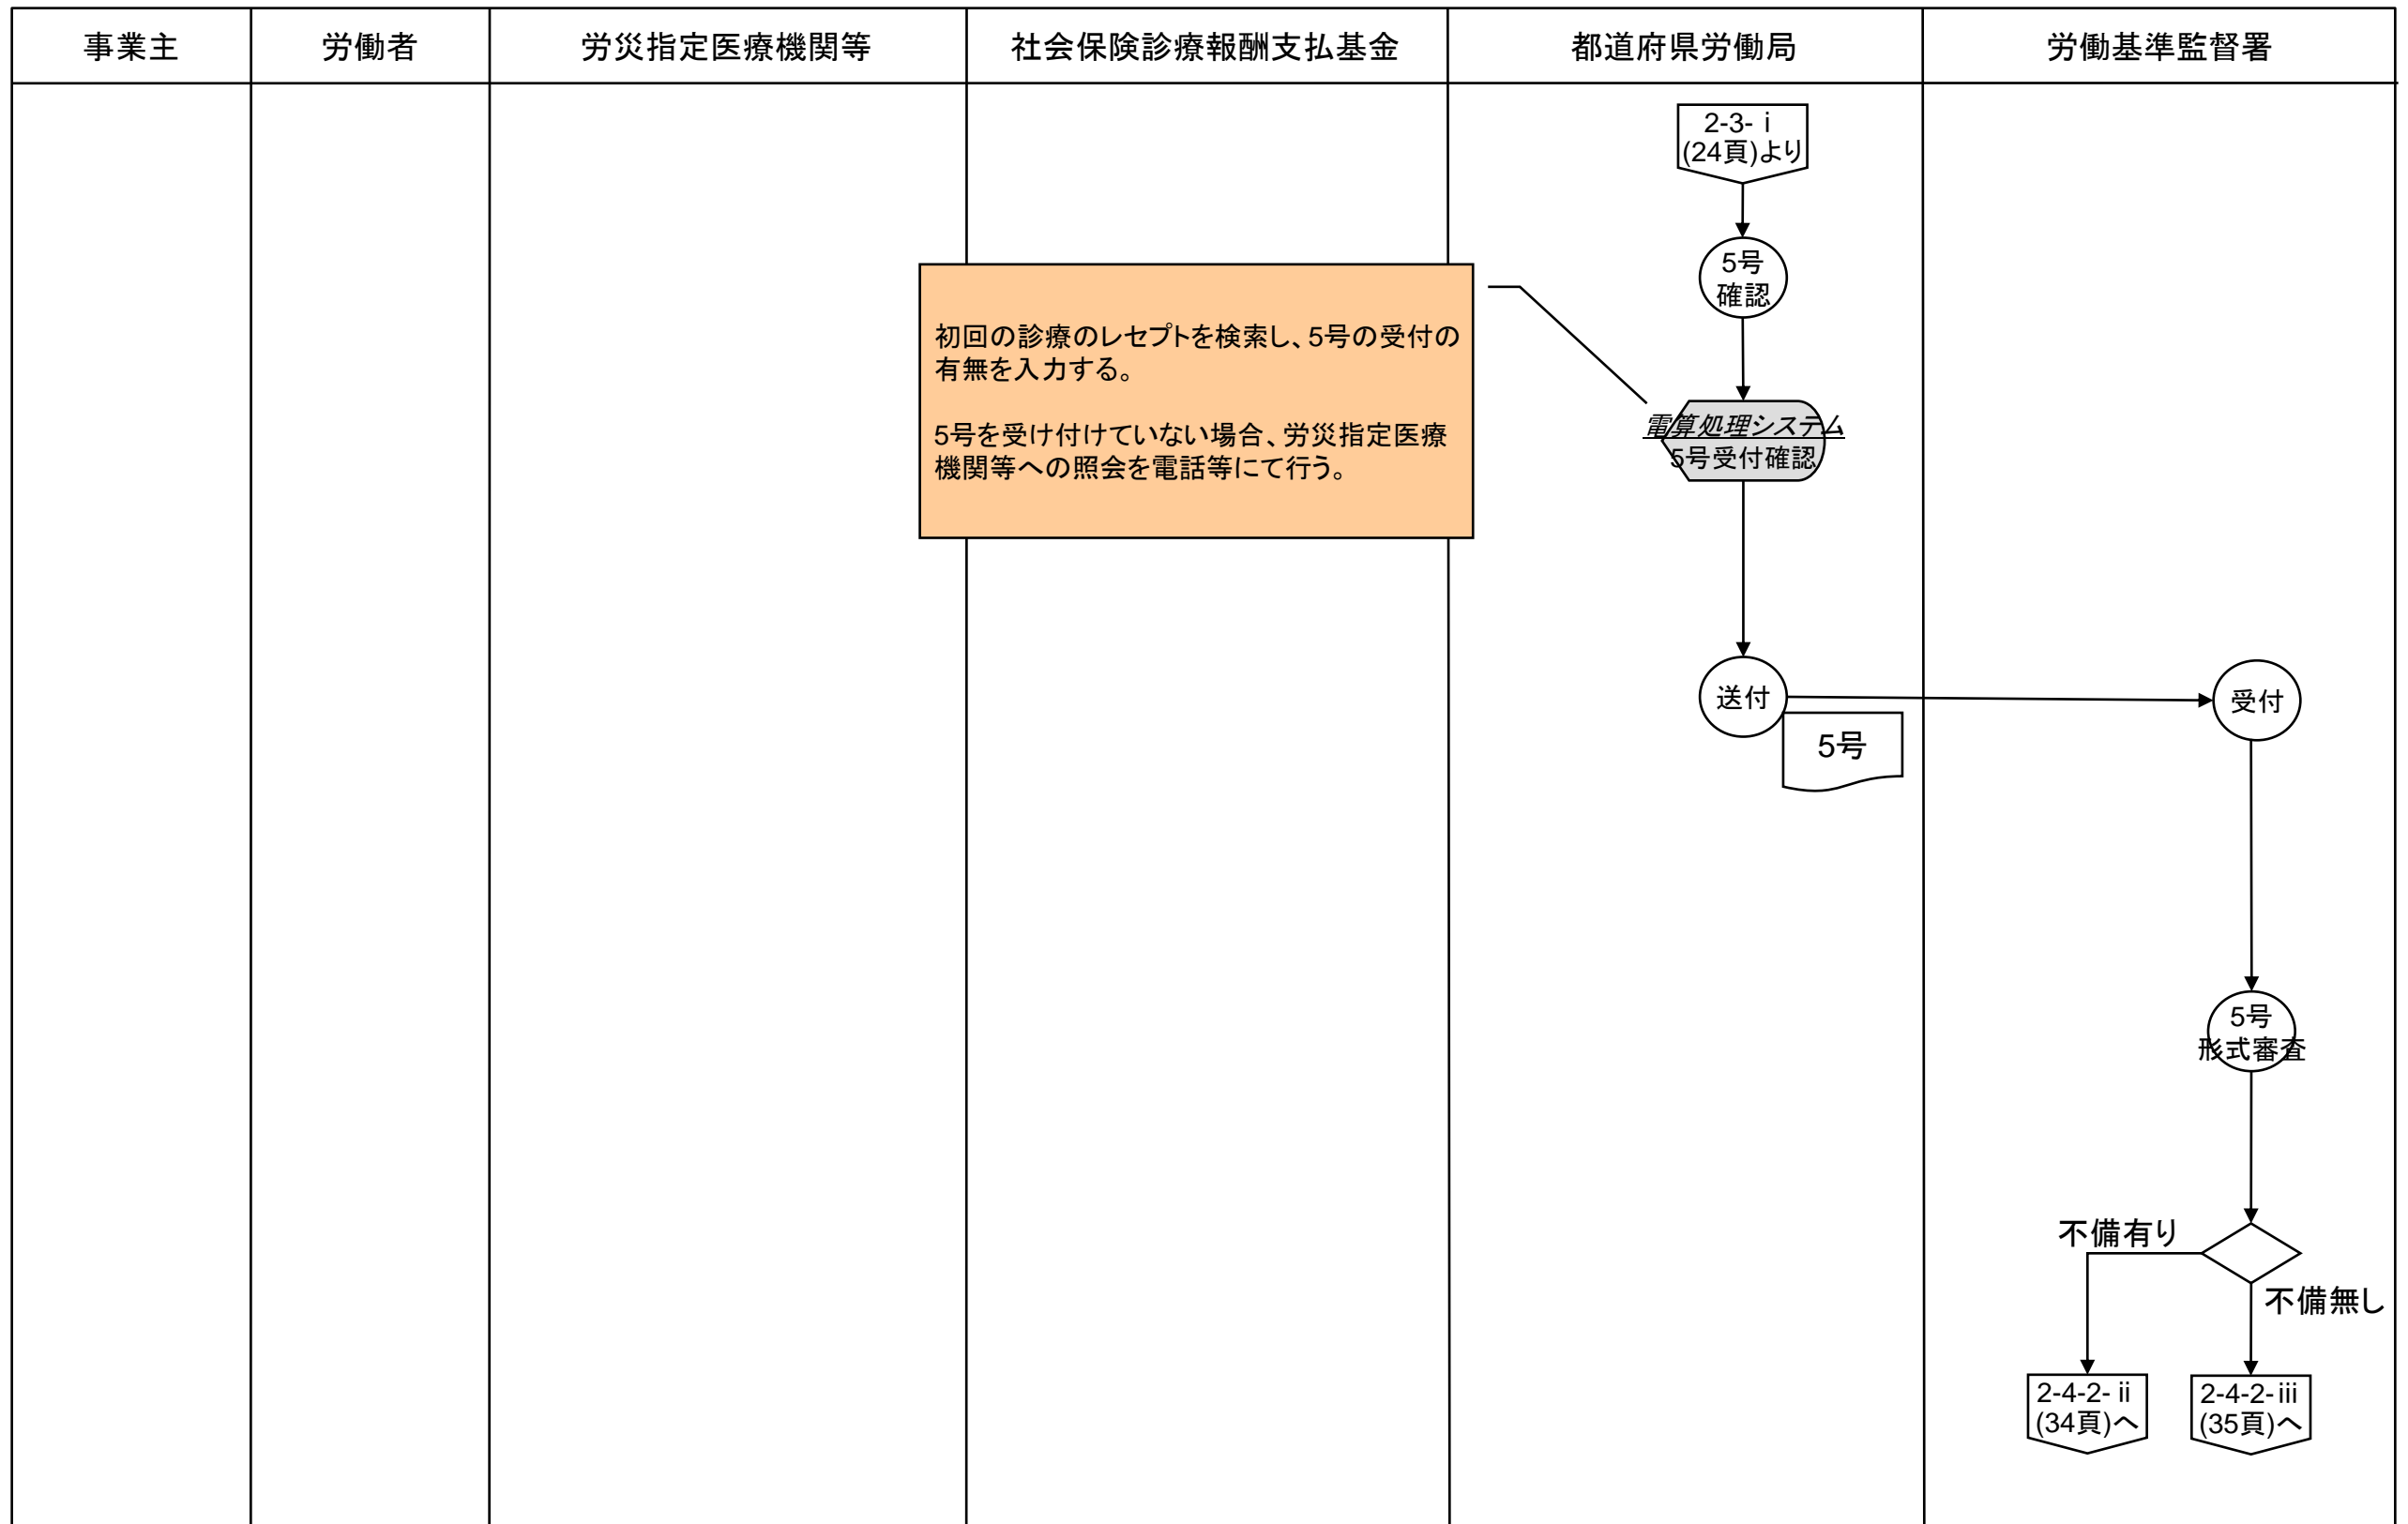 事業主
労働者
労災指定医療機関等
社会保険診療報酬支払基金
都道府県労働局
労働基準監督署
2-3-ⅰ
(24頁)より
5号
確認
初回の診療のレセプトを検索し、5号の受付の
有無を入力する。
5号を受け付けていない場合、労災指定医療
機関等への照会を電話等にて行う。
電算処理システム
5号受付確認
送付
受付
5号
5号
形式審査
不備有り
不備無し
2-4-2-ⅱ
(34頁)へ
2-4-2-ⅲ
(35頁)へ